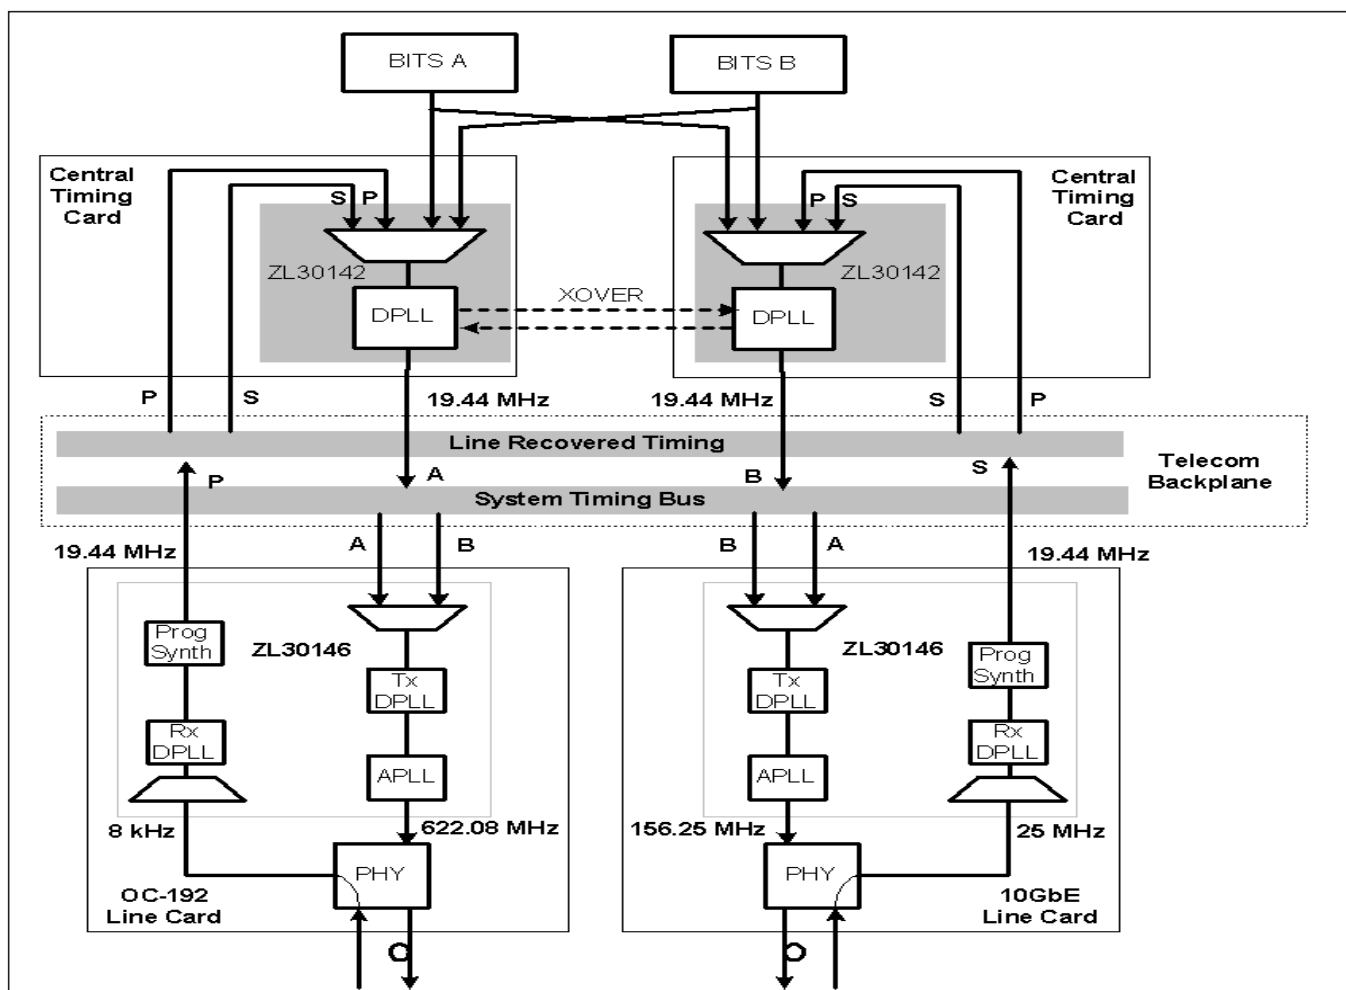 BITS A
BITS B
Central
Timing
Card
Central
Timing
Card
S P
P S
ZL30142
ZL30142
XOVER
DPLL
DPLL
P
S
19.44 MHz
19.44 MHz
S
P
Line Recovered Timing
P
A
B
S
Telecom
Backplane
System Timing Bus
19.44 MHz
A
B
B
A
19.44 MHz
Prog
Synth
ZL30146
ZL30146
Prog
Synth
Tx
DPLL
Tx
DPLL
Rx
DPLL
Rx
DPLL
APLL
APLL
8 kHz
622.08 MHz
156.25 MHz
25 MHz
PHY
PHY
OC-192
Line Card
10GbE
Line Card